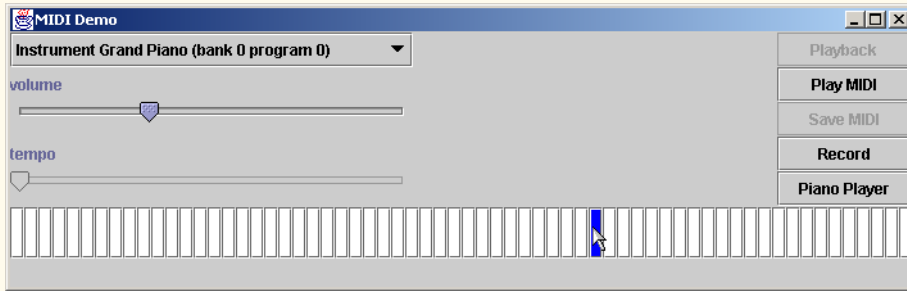 MIDI Demo
Instrument Grand Piano (bank 0 program 0)
Playback
volume
Play MIDI
Save MIDI
tempo
Record
Piano Player